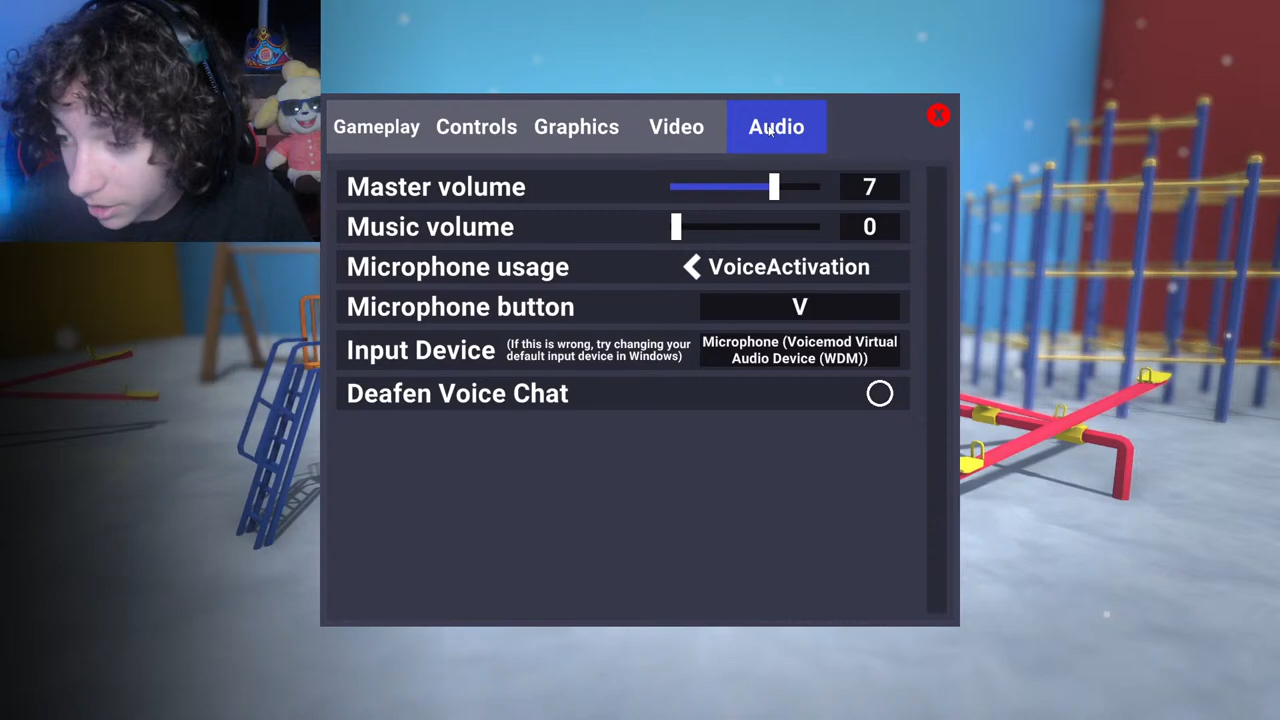 Gameplay Controls Graphics Video Audio X
Master volume 7
Music volume 0
Microphone usage VoiceActivation
Microphone button V
Input Device (If this is wrong, try changing your default input device in Windows) Microphone (Voicemod Virtual Audio Device (WDM))
Deafen Voice Chat